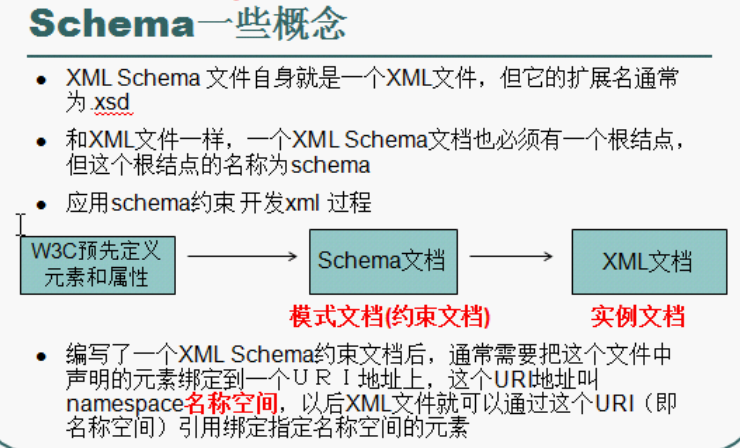 Schema一些概念
XML Schema 文件自身就是一个XML文件，但它的扩展名通常
为.xsd
和XML文件一样，一个XML Schema文档也必须有一个根结点，
但这个根结点的名称为schema
应用schema约束 开发xml 过程
W3C预先定义
元素和属性
Schema文档
XML文档
模式文档(约束文档)
实例文档
编写了一个XML Schema约束文档后，通常需要把这个文件中
声明的元素绑定到一个ＵＲＩ地址上，这个URI地址叫
namespace名称空间，以后XML文件就可以通过这个URI（即
名称空间）引用绑定指定名称空间的元素